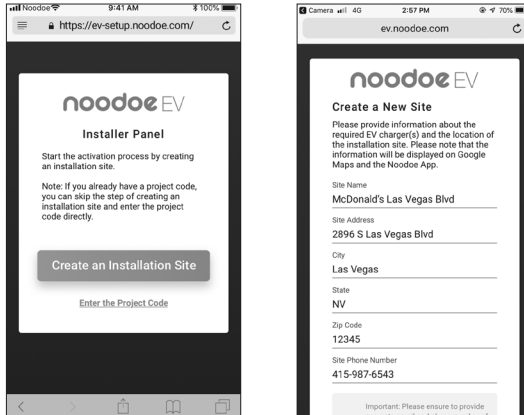 Noodoe 9:41 AM 100%
https://ev-setup.noodoe.com/
noodoe EV
Installer Panel
Start the activation process by creating
an installation site.
Note: If you already have a project code,
you can skip the step of creating an
installation site and enter the project
code directly.
Create an Installation Site
Enter the Project Code
Camera 4G 2:57 PM 70%
ev.noodoe.com
noodoe EV
Create a New Site
Please provide information about the
required EV charger(s) and the location of
the installation site. Please note that the
information will be displayed on Google
Maps and the Noodoe App.
Site Name
McDonald's Las Vegas Blvd
Site Address
2896 S Las Vegas Blvd
City
Las Vegas
State
NV
Zip Code
12345
Site Phone Number
415-987-6543
Important: Please ensure to provide